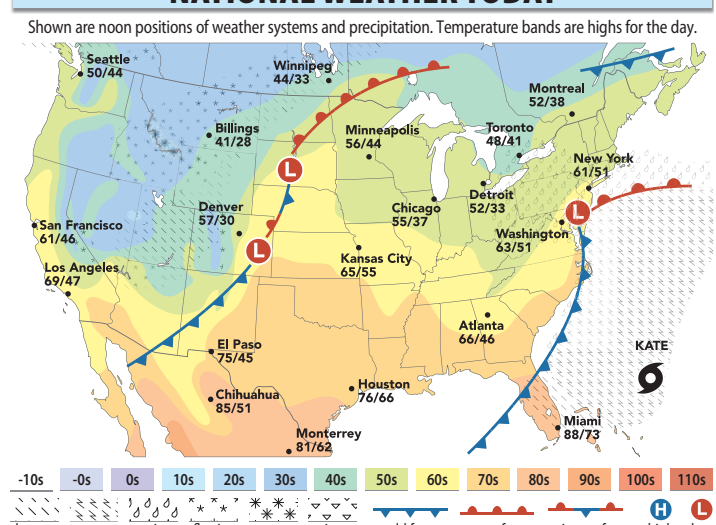 NATIONAL WEATHER TODAY
Shown are noon positions of weather systems and precipitation. Temperature bands are highs for the day.
Seattle
50/44
Winnipeg
44/33
Montreal
52/38
Billings
41/28
Minneapolis
56/44
Toronto
48/41
New York
61/51
L
Denver
57/30
Chicago
55/37
Detroit
52/33
L
San Francisco
61/46
Washington
63/51
L
Kansas City
65/55
Los Angeles
69/47
Atlanta
66/46
El Paso
75/45
KATE
Chihuahua
85/51
Houston
76/66
Miami
88/73
Monterrey
81/62
-10s -0s 0s 10s 20s 30s 40s 50s 60s 70s 80s 90s 100s 110s
H L